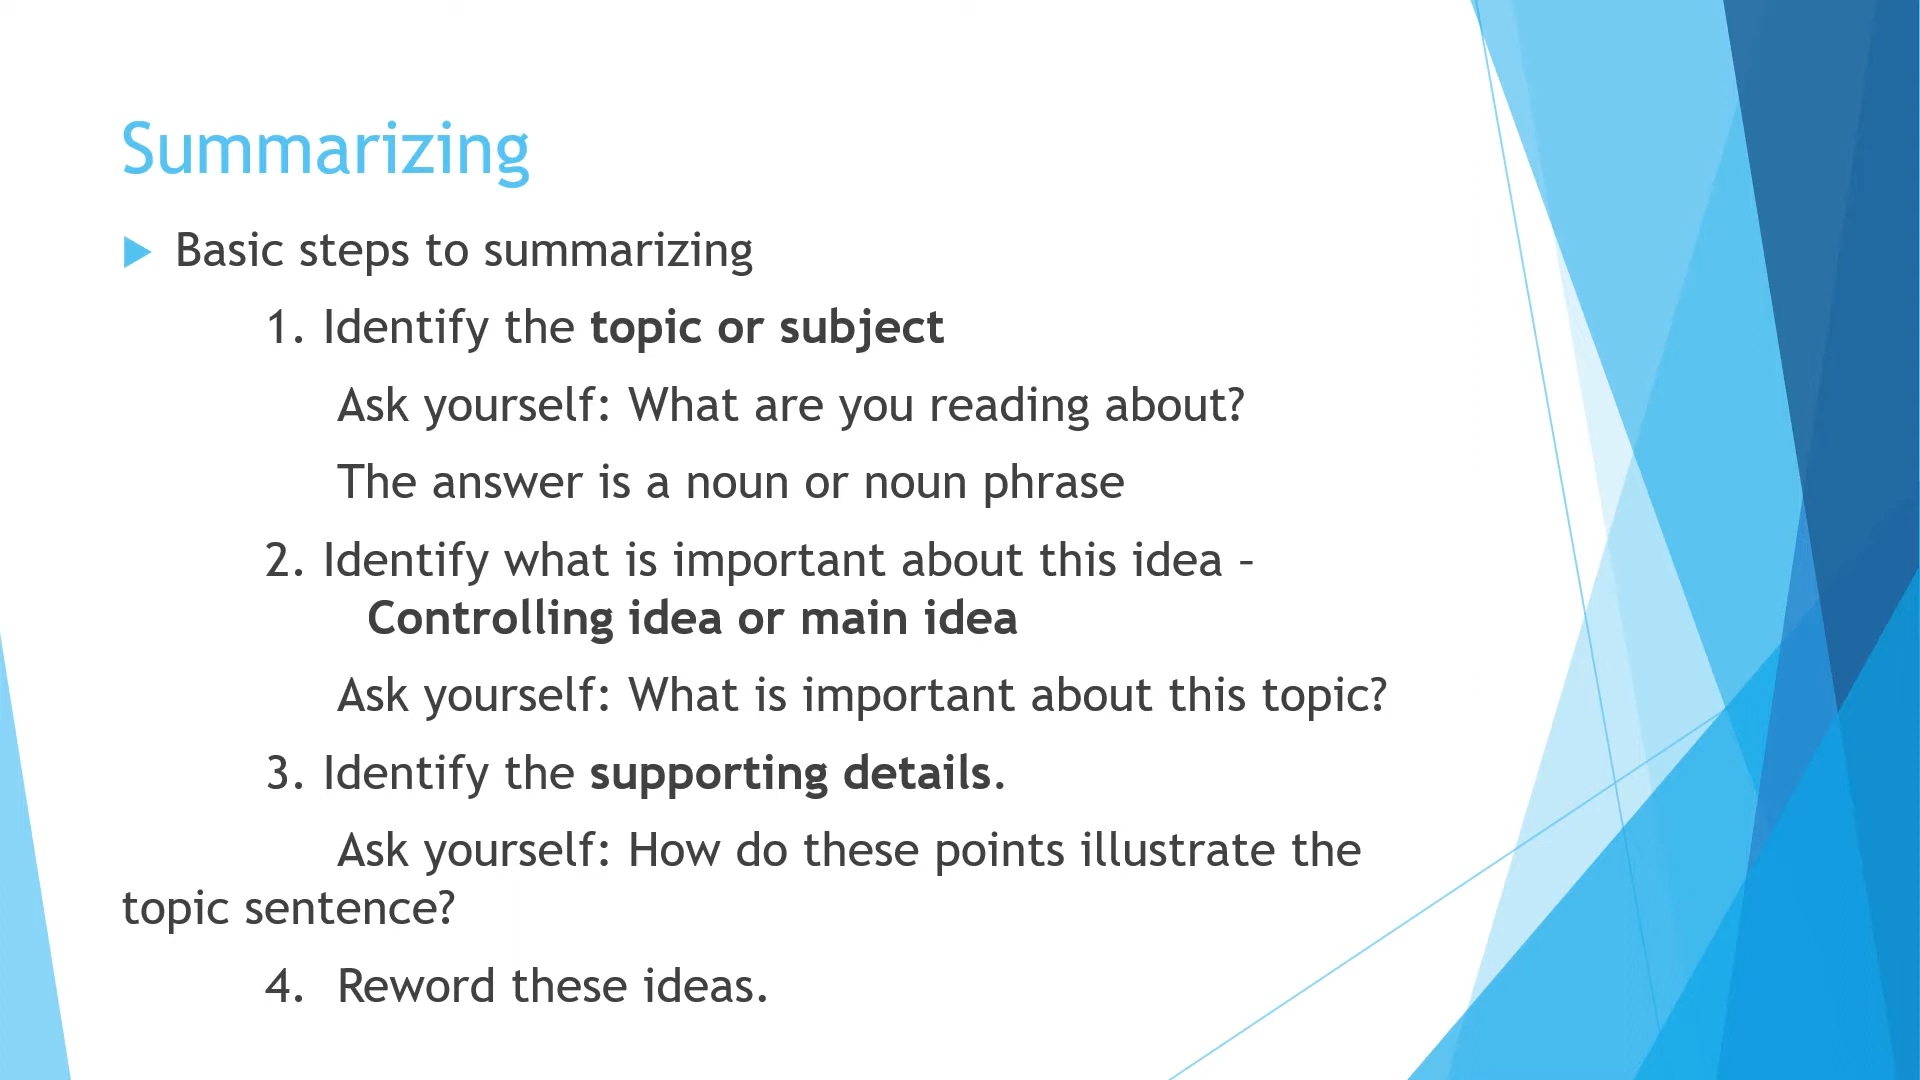 Summarizing
Basic steps to summarizing
1. Identify the topic or subject
Ask yourself: What are you reading about?
The answer is a noun or noun phrase
2. Identify what is important about this idea –
Controlling idea or main idea
Ask yourself: What is important about this topic?
3. Identify the supporting details.
Ask yourself: How do these points illustrate the
topic sentence?
4. Reword these ideas.